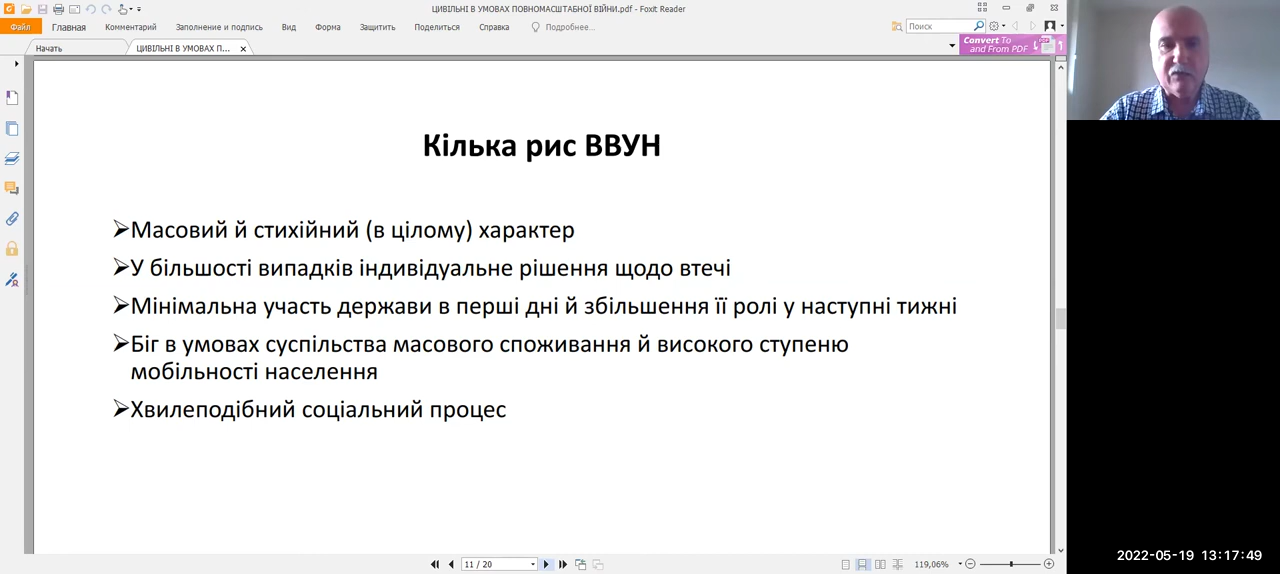 ЦИВІЛЬНІ В УМОВАХ ПОВНОМАСШТАБНОЇ ВІЙНИ.pdf - Foxit Reader
Файл Главная Комментарий Заполнение и подпись Вид Форма Защитить Поделиться Справка Подробнее... Поиск
Начать ЦИВІЛЬНІ В УМОВАХ П...
Convert To
and From PDF
Кілька рис ВВУН
Масовий й стихійний (в цілому) характер
У більшості випадків індивідуальне рішення щодо втечі
Мінімальна участь держави в перші дні й збільшення її ролі у наступні тижні
Біг в умовах суспільства масового споживання й високого ступеню
мобільності населення
Хвилеподібний соціальний процес
11 / 20 119,06%
2022-05-19 13:17:49